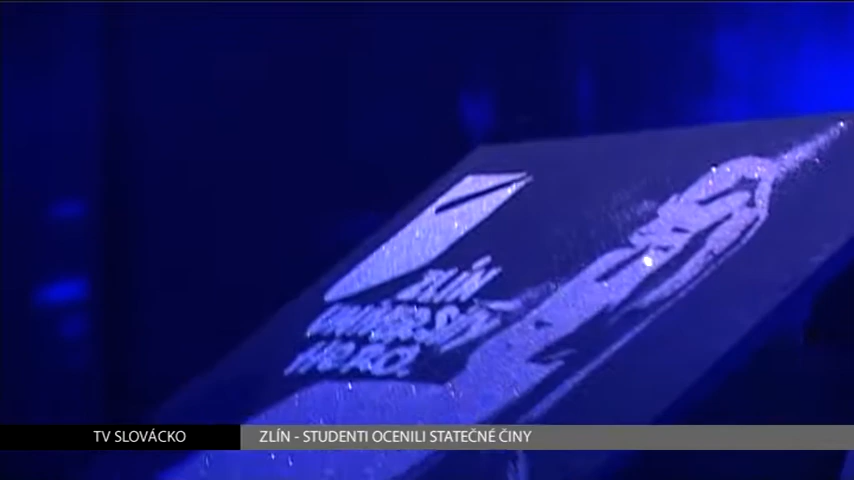 ZLÍN
UNIVERSITY
HERO!
TV SLOVÁCKO
ZLÍN - STUDENTI OCENILI STATEČNÉ ČINY